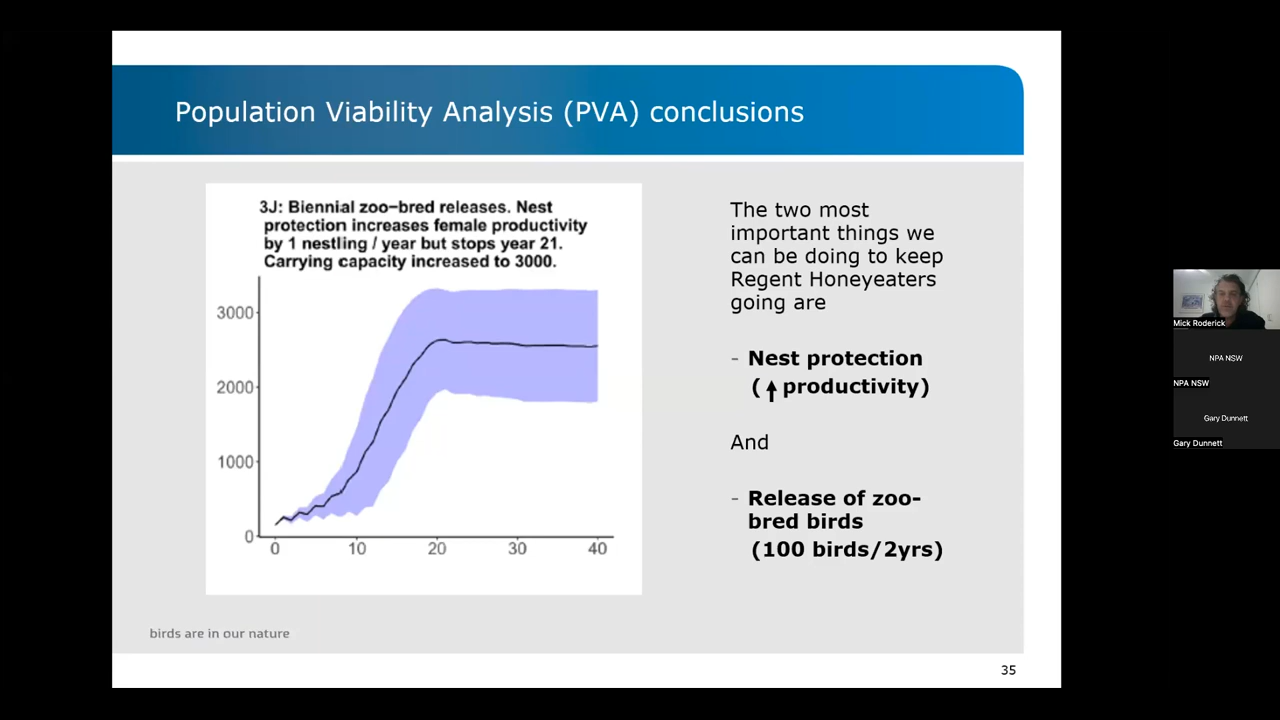 Population Viability Analysis (PVA) conclusions
3J: Biennial zoo−bred releases. Nest
protection increases female productivity
by 1 nestling / year but stops year 21.
Carrying capacity increased to 3000.
3000
2000
1000
0
0 10 20 30 40
The two most
important things we
can be doing to keep
Regent Honeyeaters
going are
- Nest protection
(↑ productivity)
And
- Release of zoo-
bred birds
(100 birds/2yrs)
birds are in our nature
35
Mick Roderick
NPA NSW
NPA NSW
Gary Dunnett
Gary Dunnett